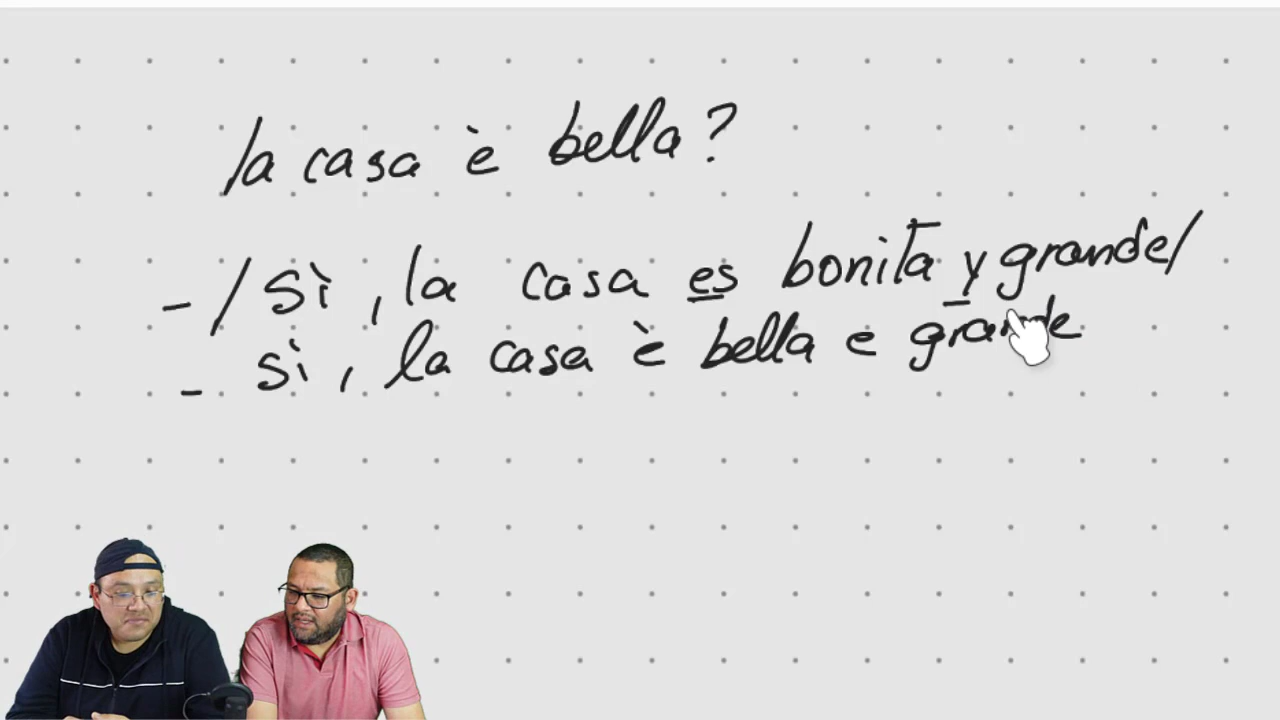 la casa è bella?
- / Sì, la casa es bonita y grande/
- sì, la casa è bella e grande